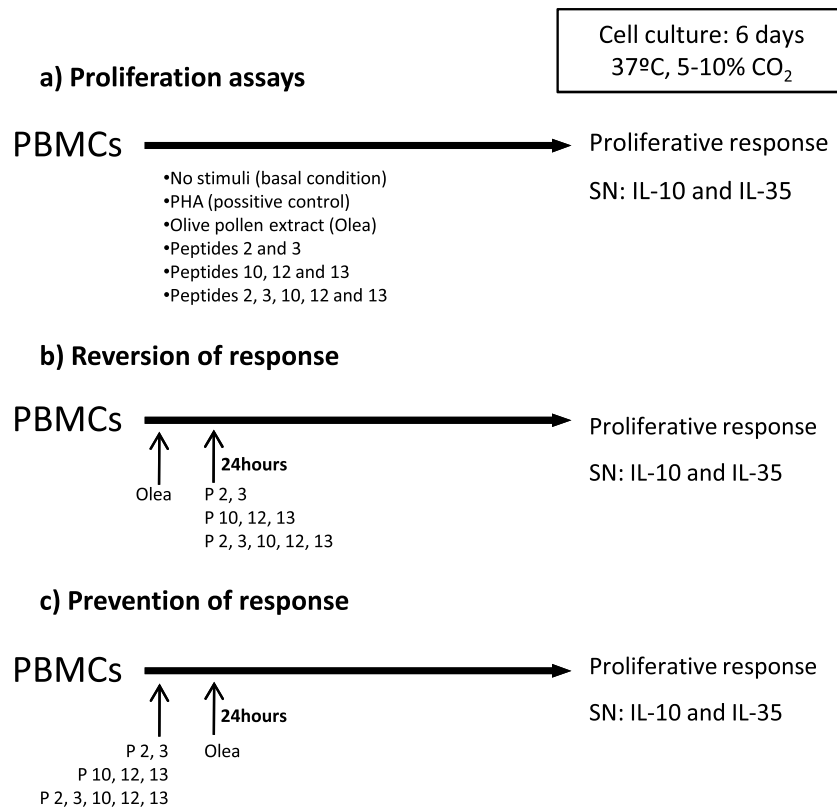 Cell culture: 6 days
37ºC, 5-10% CO₂
a) Proliferation assays
PBMCs
Proliferative response
SN: IL-10 and IL-35
•No stimuli (basal condition)
•PHA (possitive control)
•Olive pollen extract (Olea)
•Peptides 2 and 3
•Peptides 10, 12 and 13
•Peptides 2, 3, 10, 12 and 13
b) Reversion of response
PBMCs
Proliferative response
SN: IL-10 and IL-35
24hours
Olea
P 2, 3
P 10, 12, 13
P 2, 3, 10, 12, 13
c) Prevention of response
PBMCs
Proliferative response
SN: IL-10 and IL-35
24hours
P 2, 3
P 10, 12, 13
P 2, 3, 10, 12, 13
Olea